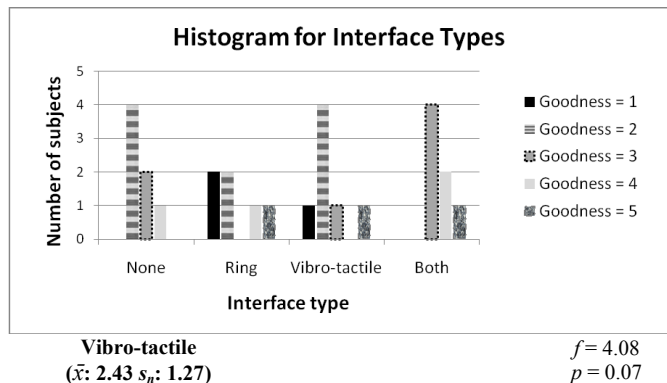 Histogram for Interface Types
Number of subjects
5
4
3
2
1
0
None Ring Vibro-tactile Both
Interface type
Goodness = 1
Goodness = 2
Goodness = 3
Goodness = 4
Goodness = 5
Vibro-tactile
(x̄: 2.43 sₙ: 1.27)
f = 4.08
p = 0.07